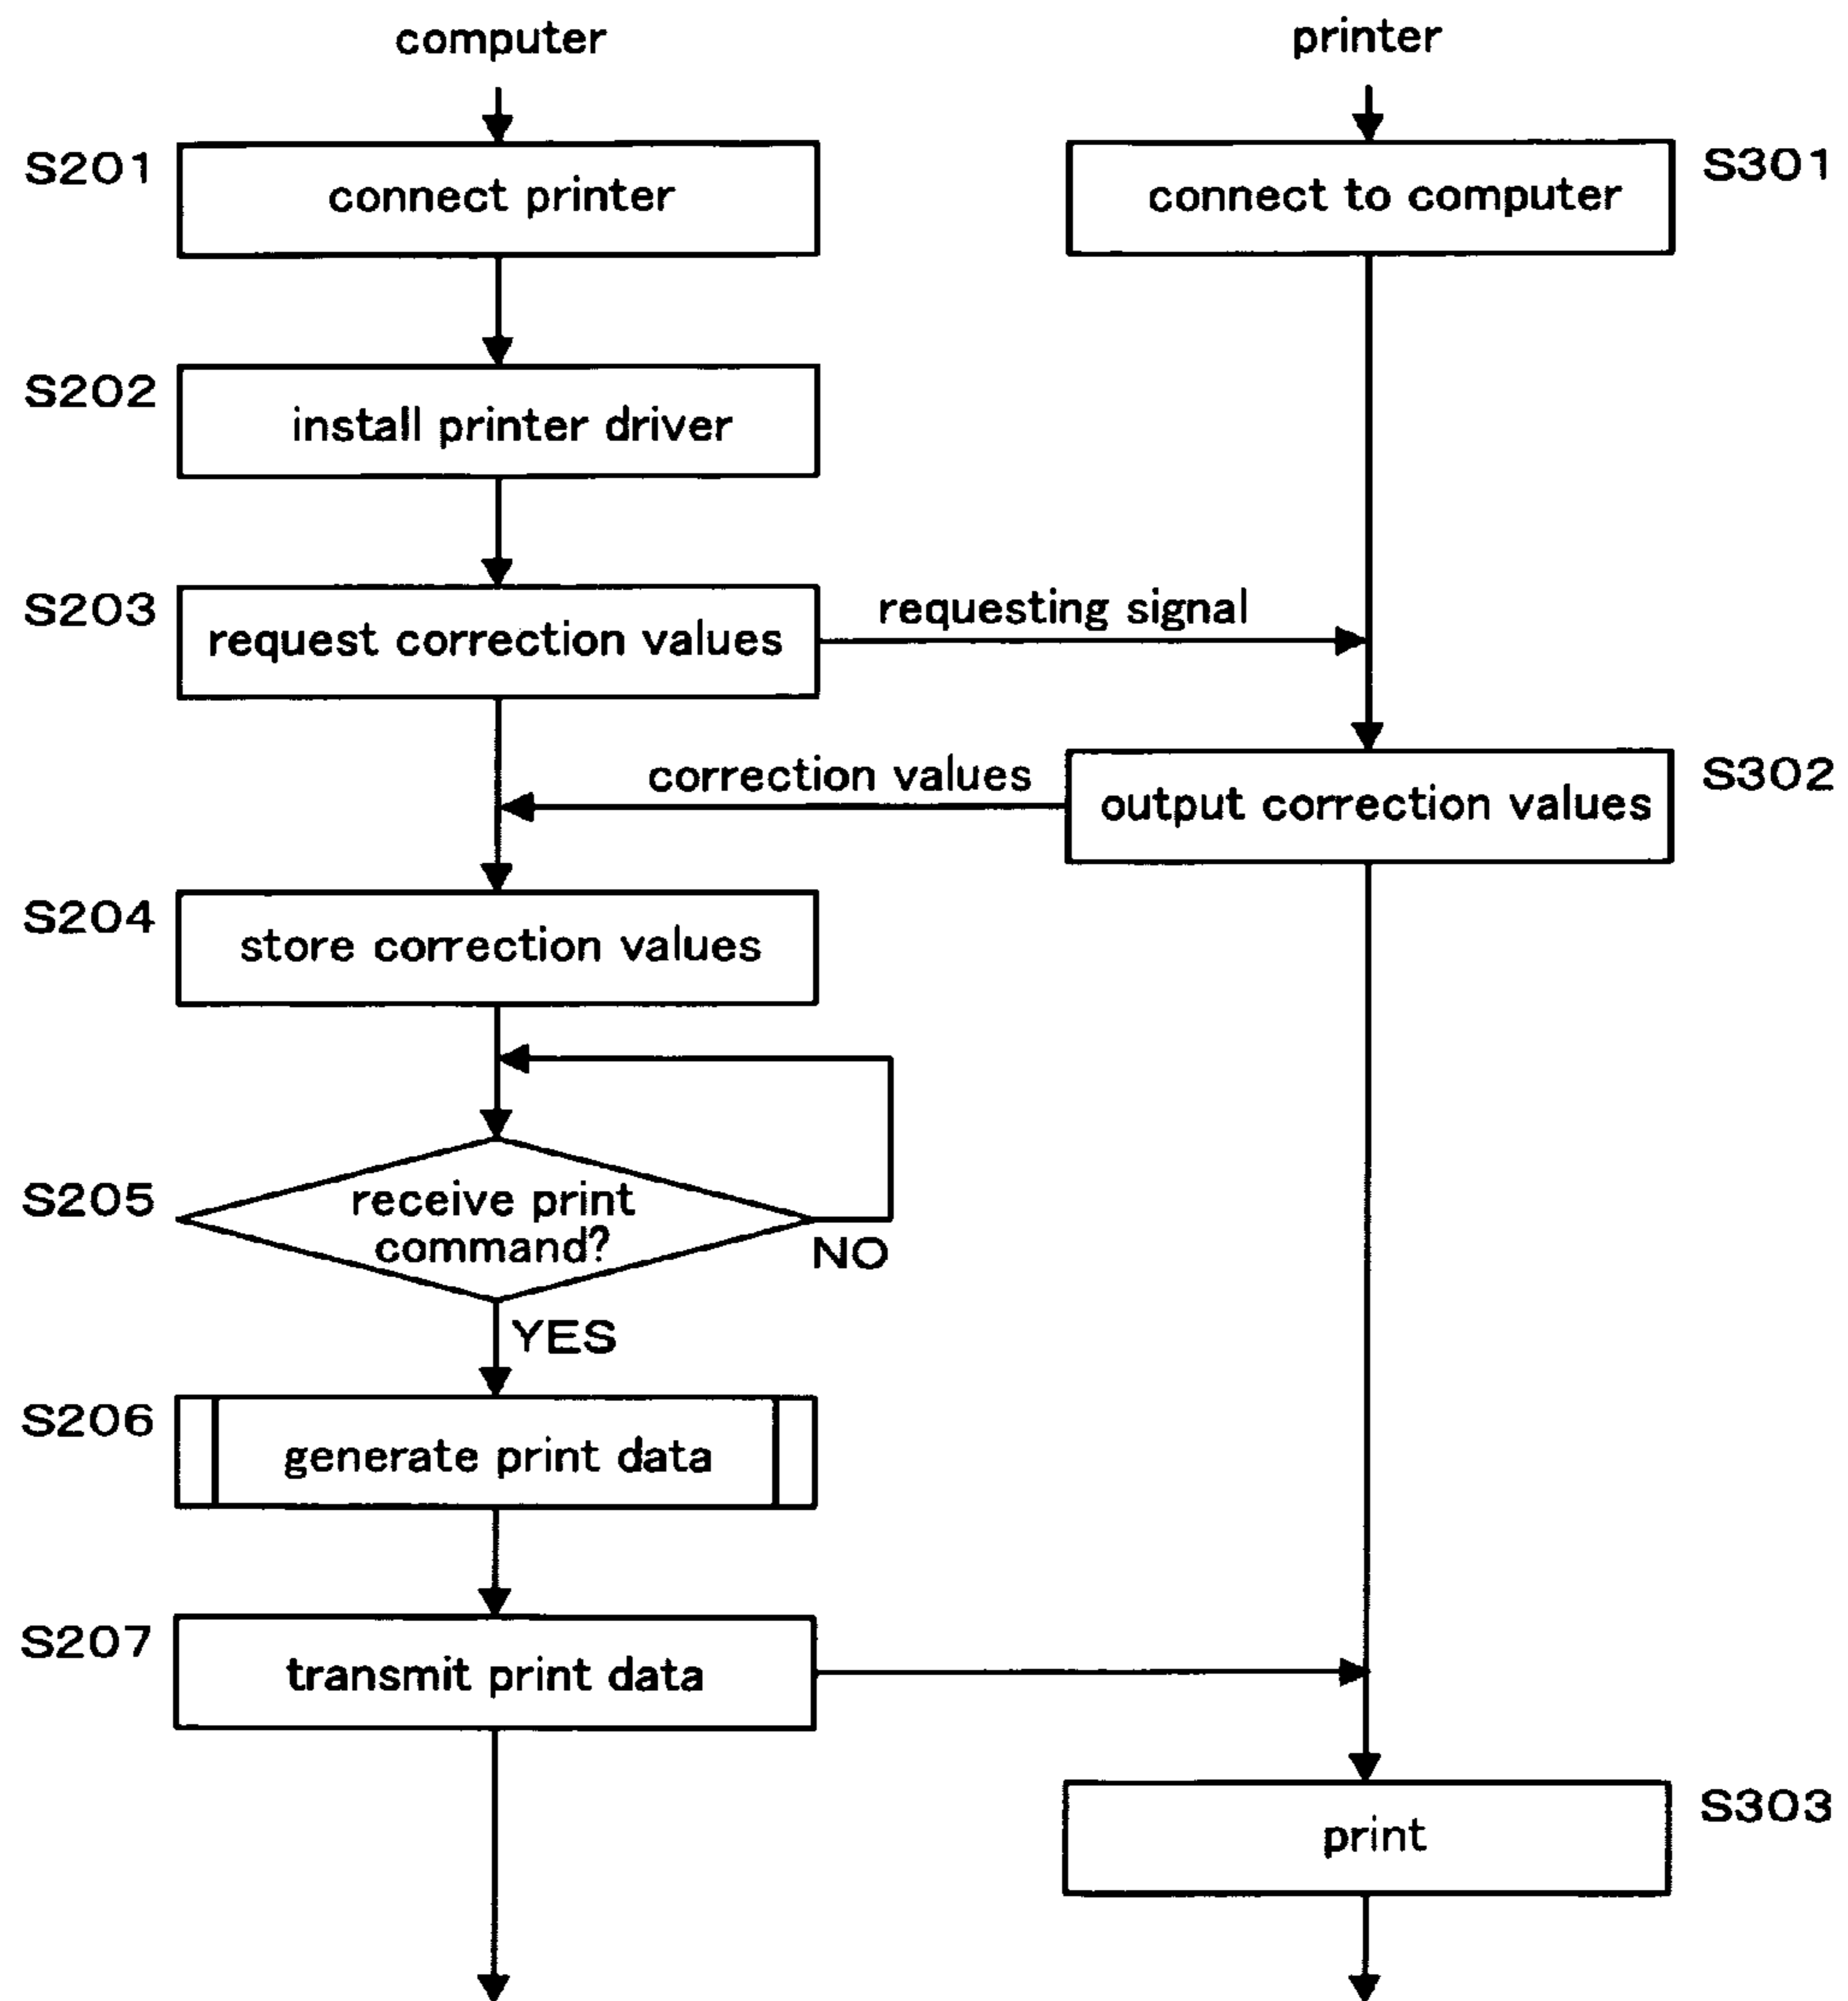 computer
printer
S201
connect printer
connect to computer
S301
S202
install printer driver
S203
request correction values
requesting signal
correction values
output correction values
S302
S204
store correction values
S205
receive print
command?
NO
YES
S206
generate print data
S207
transmit print data
print
S303